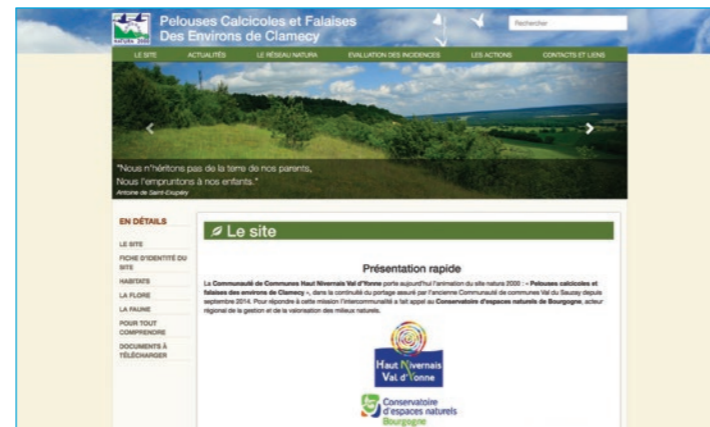 natura 2000
Pelouses Calcicoles et Falaises
Des Environs de Clamecy
Rechercher
LE SITE ACTUALITÉS LE RÉSEAU NATURA EVALUATION DES INCIDENCES LES ACTIONS CONTACTS ET LIENS
"Nous n'héritons pas de la terre de nos parents,
Nous l'empruntons à nos enfants."
Antoine de Saint-Exupéry
EN DÉTAILS
LE SITE
FICHE D'IDENTITÉ DU
SITE
HABITATS
LA FLORE
LA FAUNE
POUR TOUT
COMPRENDRE
DOCUMENTS À
TÉLÉCHARGER
Le site
Présentation rapide
La Communauté de Communes Haut Nivernais Val d'Yonne porte aujourd'hui l'animation du site natura 2000 : « Pelouses calcicoles et
falaises des environs de Clamecy », dans la continuité du portage assuré par l'ancienne Communauté de communes Val du Sauzay depuis
septembre 2014. Pour répondre à cette mission l'intercommunalité a fait appel au Conservatoire d'espaces naturels de Bourgogne, acteur
régional de la gestion et de la valorisation des milieux naturels.
Haut Nivernais
Val d'Yonne
Conservatoire
d'espaces naturels
Bourgogne